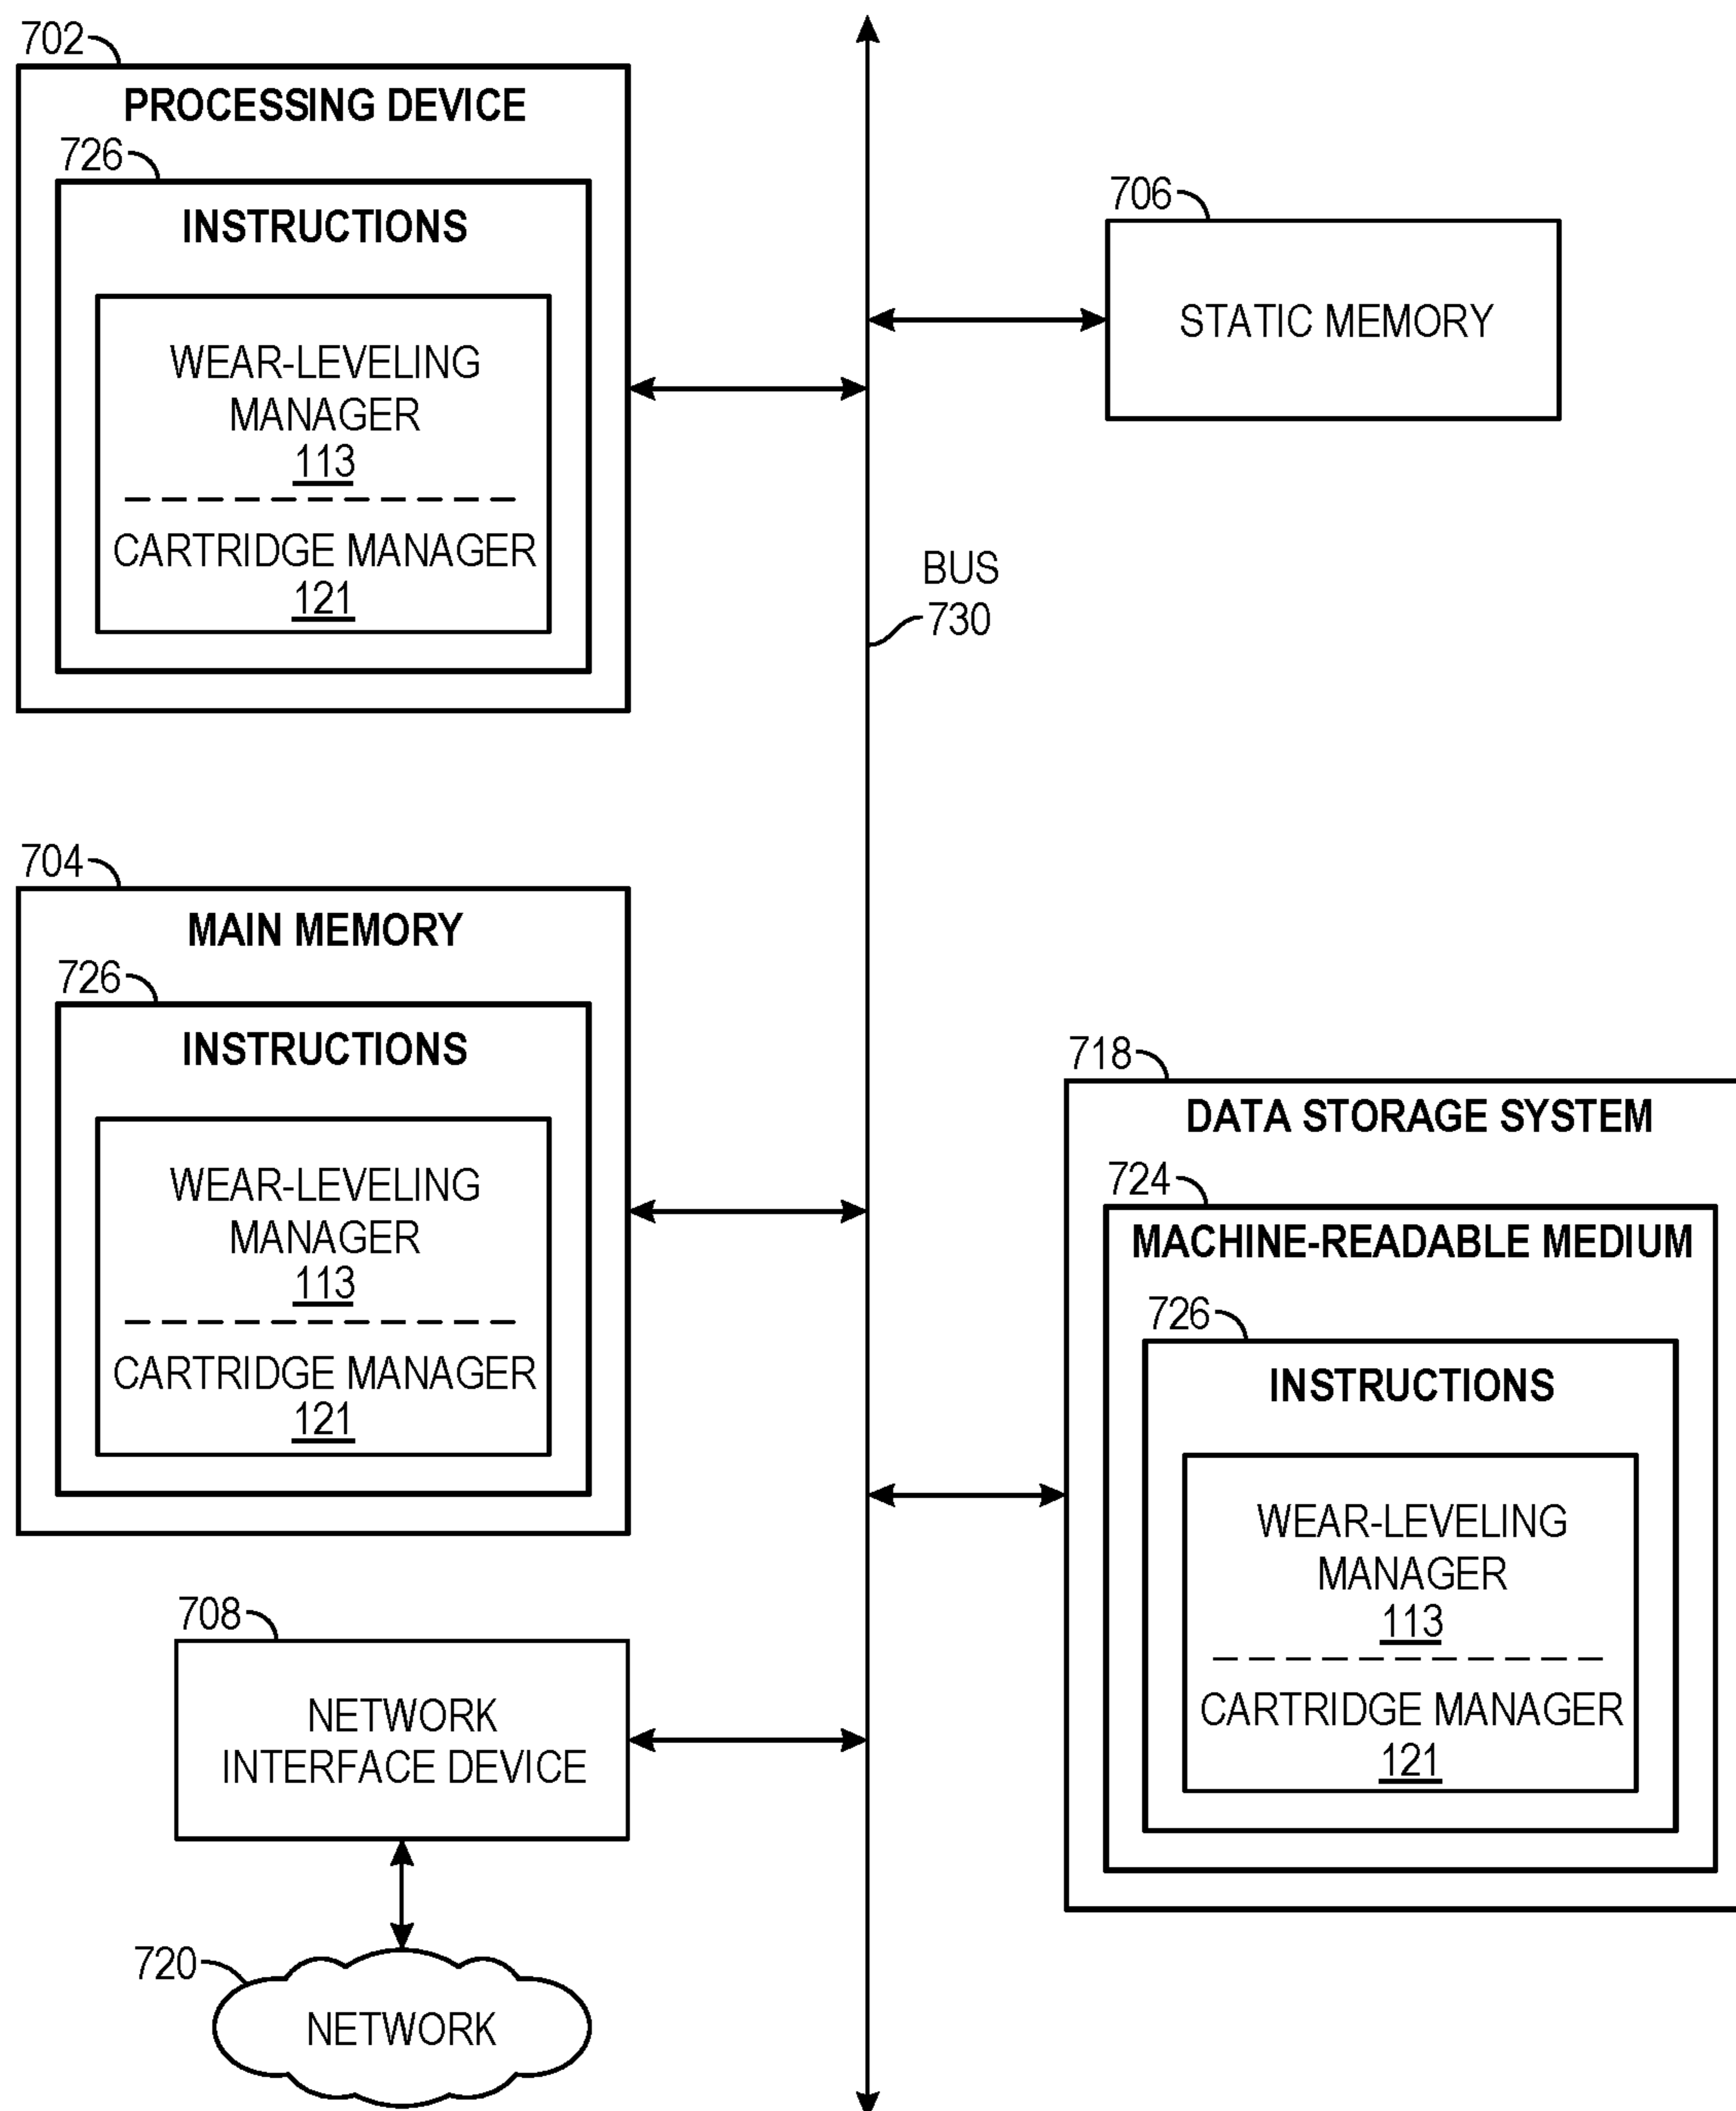 702
PROCESSING DEVICE
726
INSTRUCTIONS
WEAR-LEVELING
MANAGER
113
CARTRIDGE MANAGER
121
706
STATIC MEMORY
BUS
730
704
MAIN MEMORY
726
INSTRUCTIONS
WEAR-LEVELING
MANAGER
113
CARTRIDGE MANAGER
121
718
DATA STORAGE SYSTEM
724
MACHINE-READABLE MEDIUM
726
INSTRUCTIONS
WEAR-LEVELING
MANAGER
113
CARTRIDGE MANAGER
121
708
NETWORK
INTERFACE DEVICE
720
NETWORK